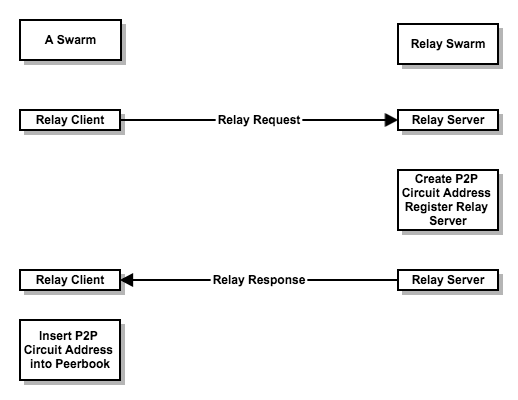 A Swarm
Relay Swarm
Relay Client
Relay Request
Relay Server
Create P2P
Circuit Address
Register Relay
Server
Relay Client
Relay Response
Relay Server
Insert P2P
Circuit Address
into Peerbook